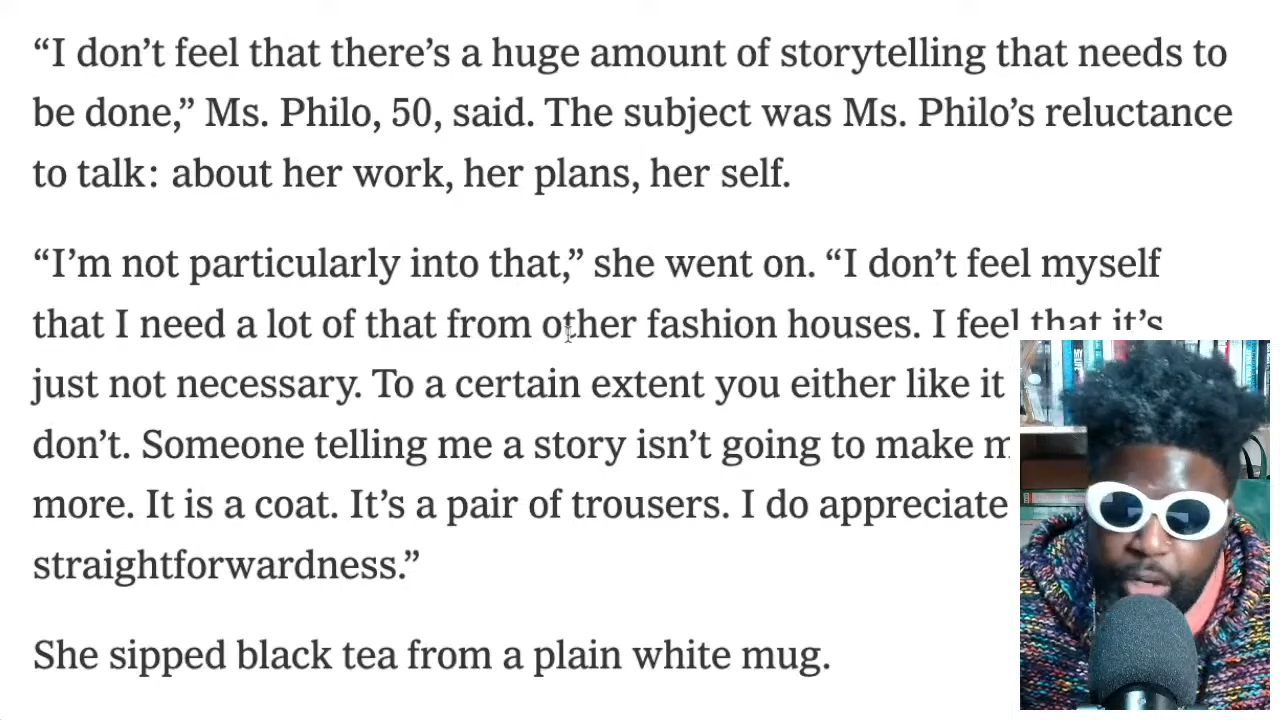 “I don’t feel that there’s a huge amount of storytelling that needs to
be done,” Ms. Philo, 50, said. The subject was Ms. Philo’s reluctance
to talk: about her work, her plans, her self.
“I’m not particularly into that,” she went on. “I don’t feel myself
that I need a lot of that from other fashion houses. I feel that it’s
just not necessary. To a certain extent you either like it
don’t. Someone telling me a story isn’t going to make
more. It is a coat. It’s a pair of trousers. I do appreciate
straightforwardness.”
She sipped black tea from a plain white mug.